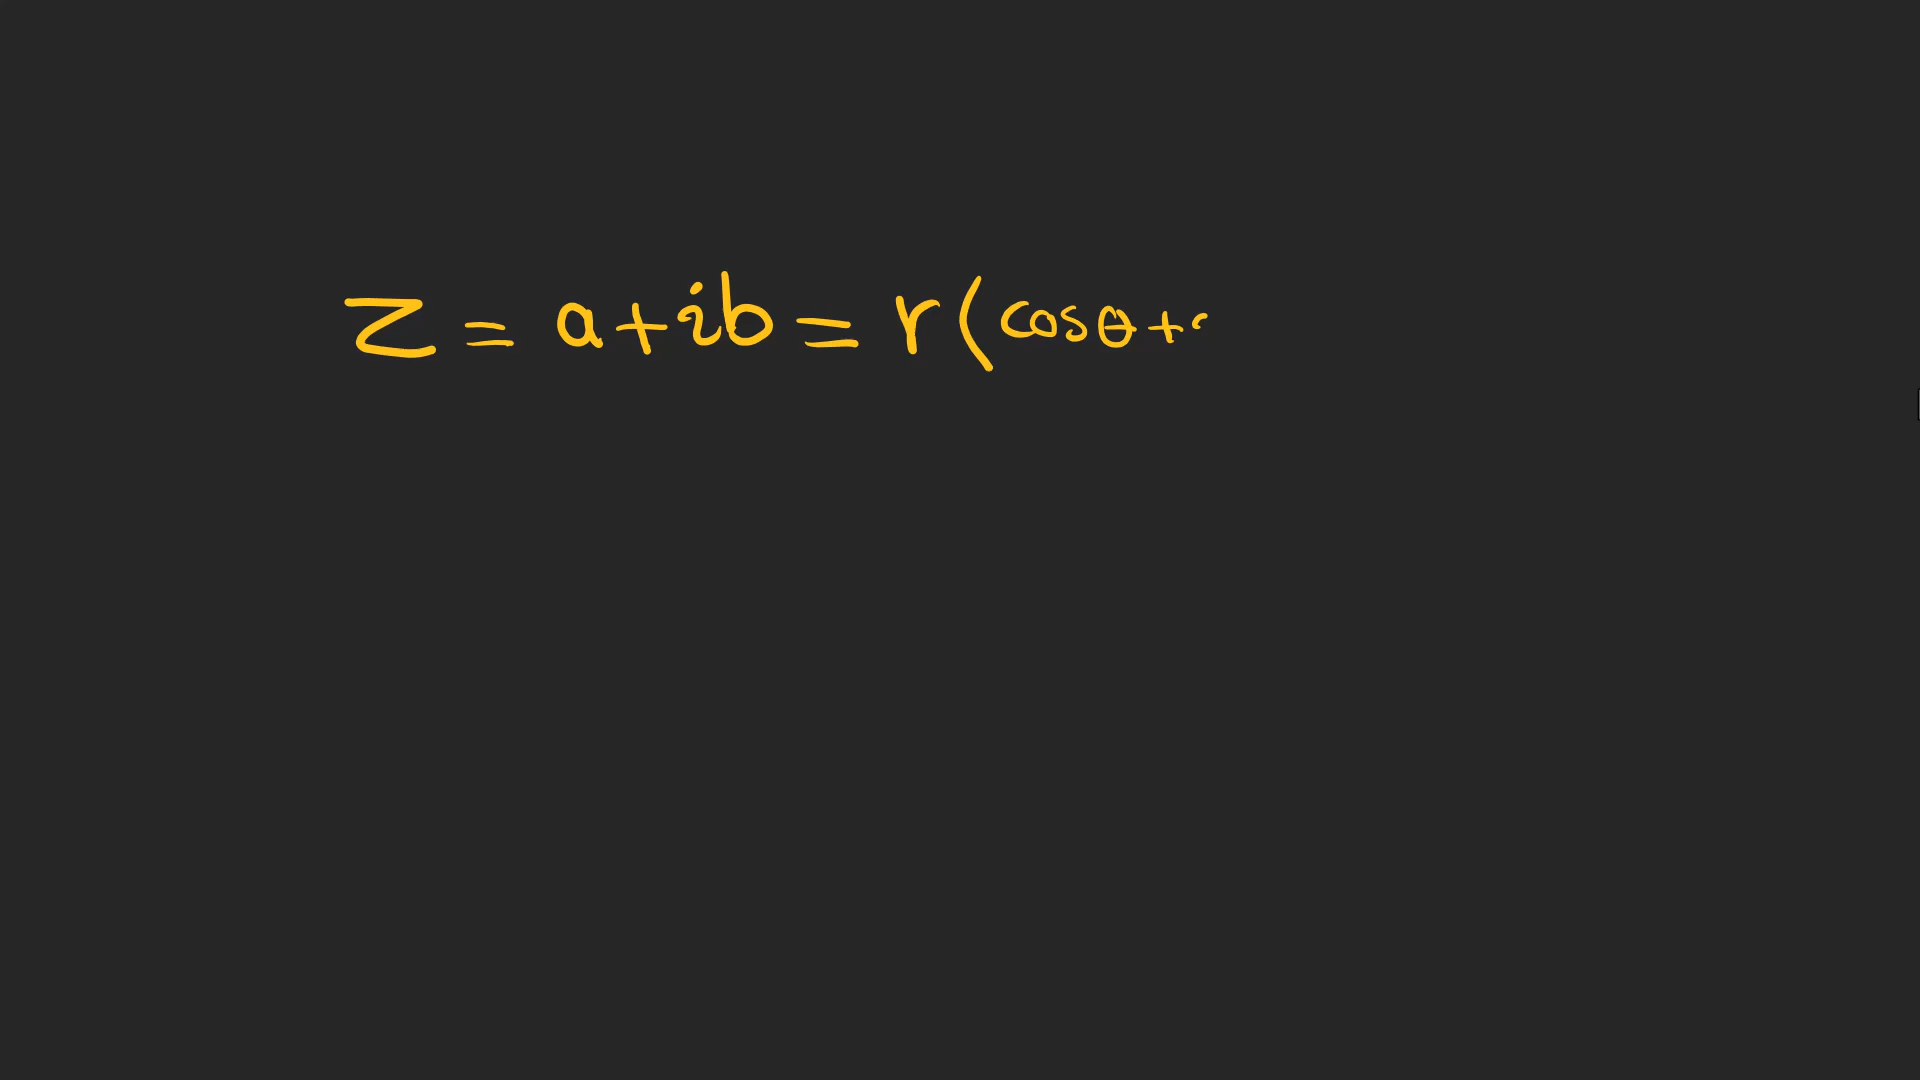 z = a+ib = r(cosθ+